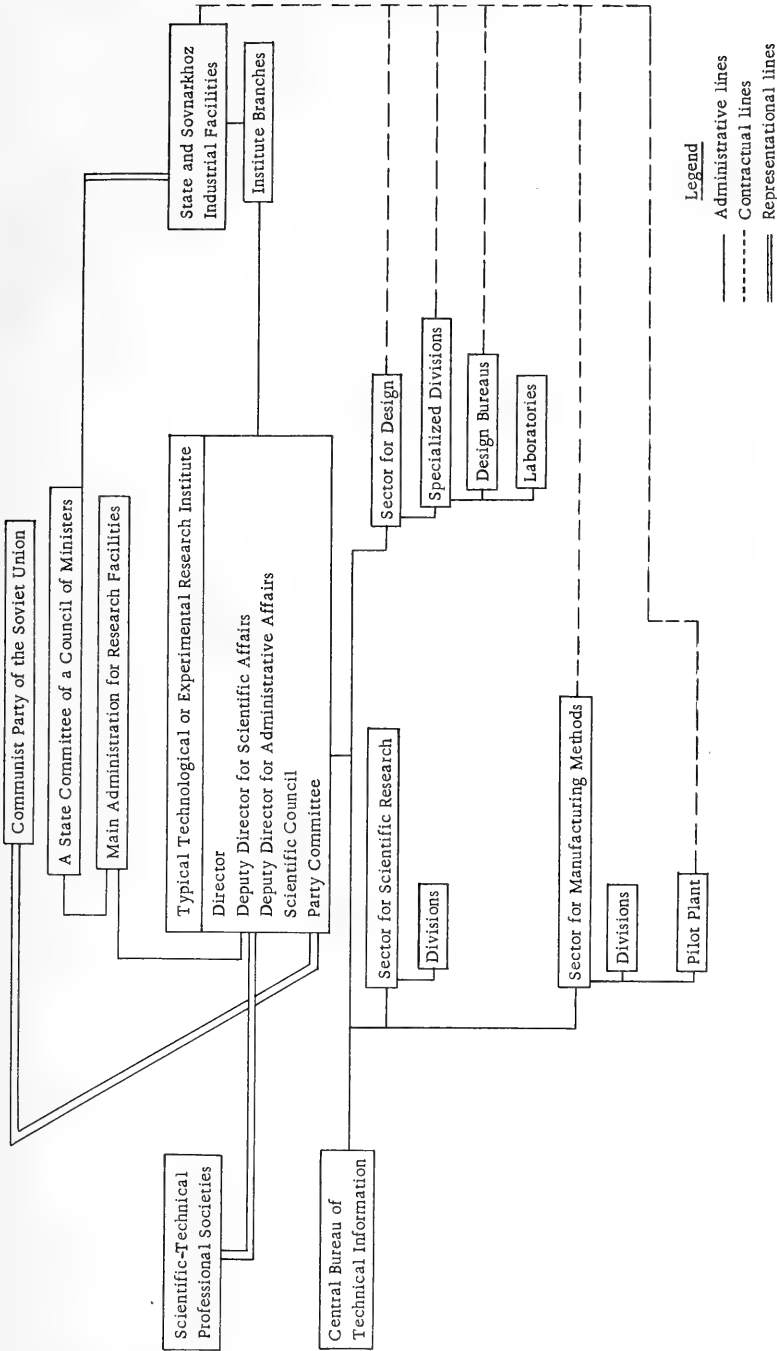 Communist Party of the Soviet Union
A State Committee of a Council of Ministers
Main Administration for Research Facilities
State and Sovnarkhoz
Industrial Facilities
Institute Branches
Typical Technological or Experimental Research Institute
Director
Deputy Director for Scientific Affairs
Deputy Director for Administrative Affairs
Scientific Council
Party Committee
Scientific-Technical
Professional Societies
Central Bureau of
Technical Information
Sector for Scientific Research
Divisions
Sector for Design
Specialized Divisions
Design Bureaus
Laboratories
Sector for Manufacturing Methods
Divisions
Pilot Plant
Legend
Administrative lines
Contractual lines
Representational lines